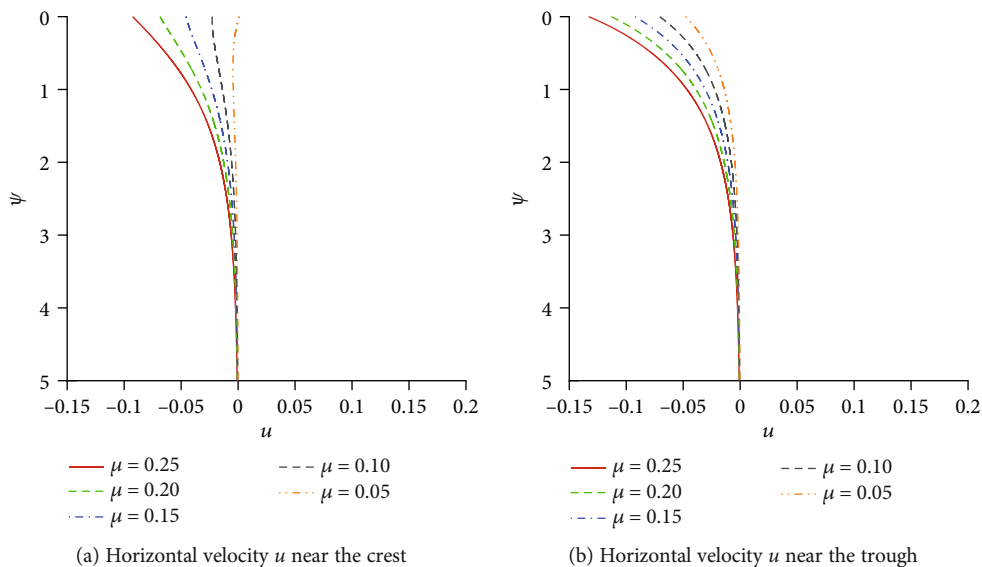 0
1
2
3
4
5
ψ
−0.15 −0.1 −0.05 0 0.05 0.1 0.15 0.2
u
μ = 0.25
μ = 0.20
μ = 0.15
μ = 0.10
μ = 0.05
(a) Horizontal velocity u near the crest
0
1
2
3
4
5
ψ
−0.15 −0.1 −0.05 0 0.05 0.1 0.15 0.2
u
μ = 0.25
μ = 0.20
μ = 0.15
μ = 0.10
μ = 0.05
(b) Horizontal velocity u near the trough